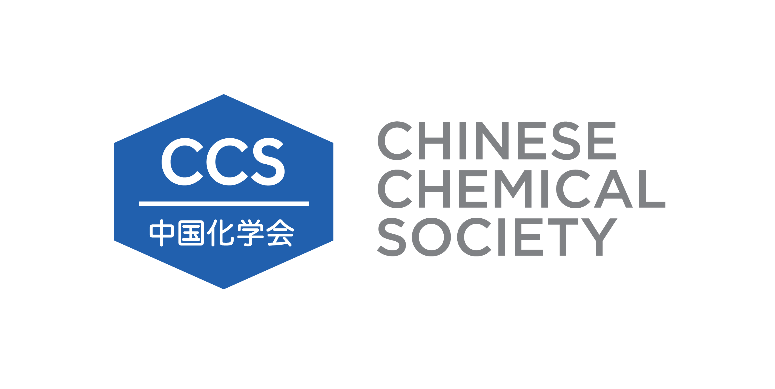 CCS
中国化学会
CHINESE
CHEMICAL
SOCIETY